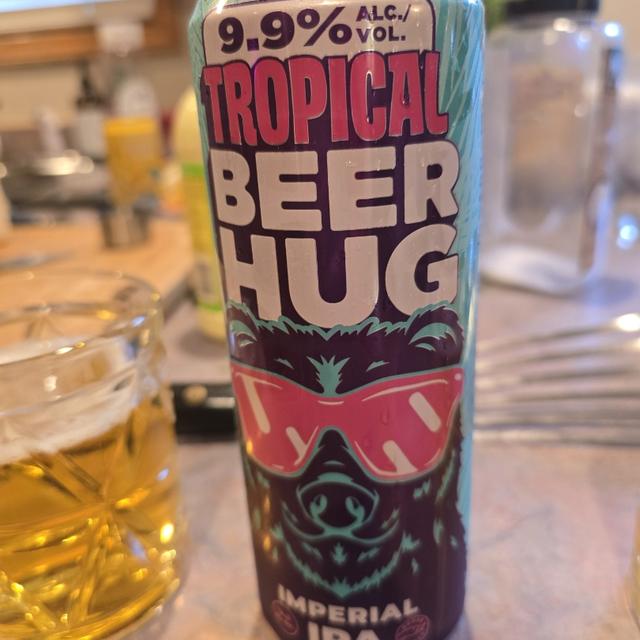 9.9% ALC./
VOL.
TROPICAL
BEER
HUG
IMPERIAL
IPA